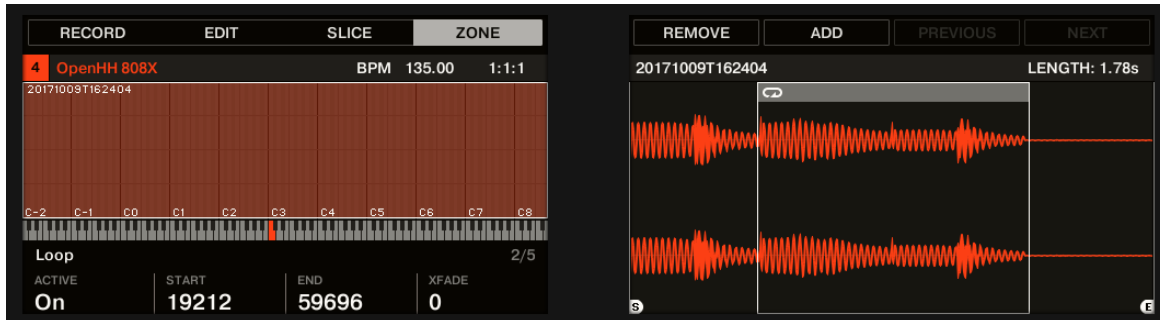 RECORD EDIT SLICE ZONE
4 OpenHH 808X BPM 135.00 1:1:1
20171009T162404
C-2 C-1 C0 C1 C2 C3 C4 C5 C6 C7 C8
Loop 2/5
ACTIVE START END XFADE
On 19212 59696 0
REMOVE ADD PREVIOUS NEXT
20171009T162404 LENGTH: 1.78s
S E